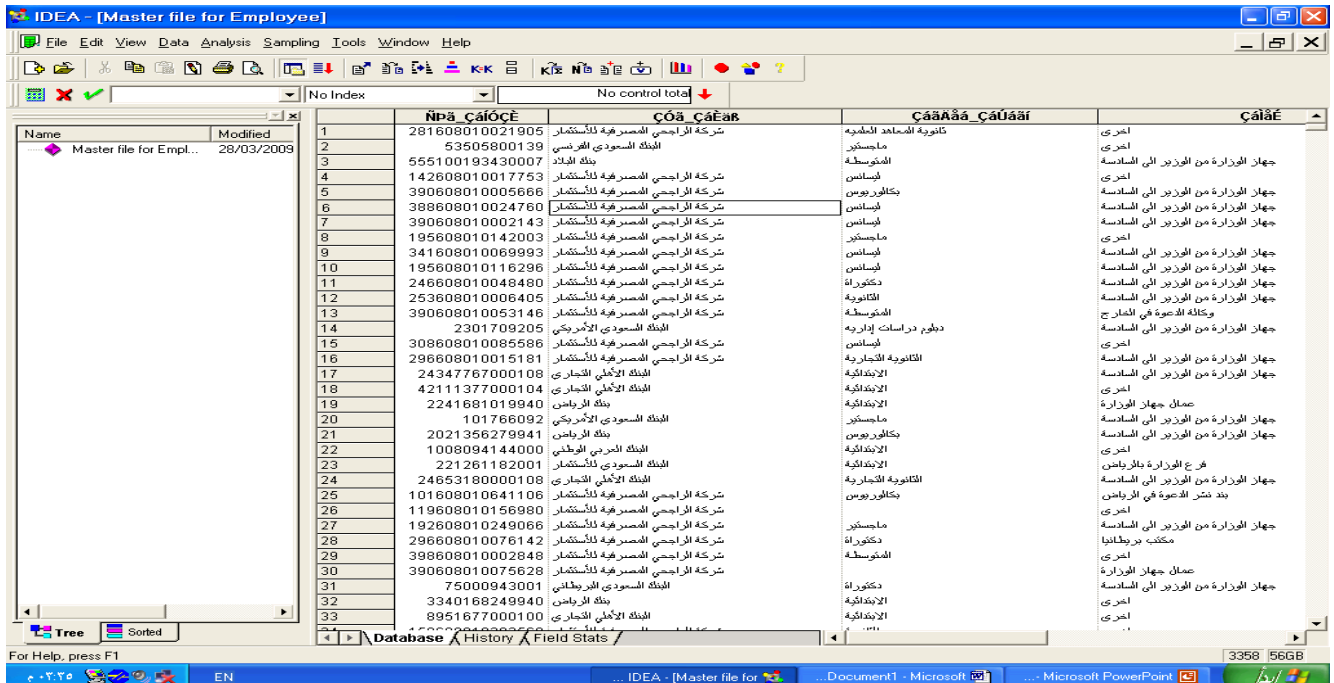 IDEA - [Master file for Employee]
File Edit View Data Analysis Sampling Tools Window Help
No Index No control total
Name Modified
Master file for Empl... 28/03/2009
ÑÞã_ÇáÍÓÇÈ ÇÓã_ÇáÈäß ÇáãÄåá_ÇáÚáãí ÇáÌåÉ
1 281608010021905 شركة الراجحي المصرفية للأستثمار ثانوية المعاهد العلميه اخرى
2 53505800139 البنك السعودي الفرنسي ماجستير اخرى
3 555100193430007 بنك البلاد المتوسطة جهاز الوزارة من الوزير الى السادسة
4 142608010017753 شركة الراجحي المصرفية للأستثمار ليسانس اخرى
5 390608010005666 شركة الراجحي المصرفية للأستثمار بكالوريوس جهاز الوزارة من الوزير الى السادسة
6 388608010024760 شركة الراجحي المصرفية للأستثمار ليسانس جهاز الوزارة من الوزير الى السادسة
7 390608010002143 شركة الراجحي المصرفية للأستثمار ليسانس جهاز الوزارة من الوزير الى السادسة
8 195608010142003 شركة الراجحي المصرفية للأستثمار ماجستير اخرى
9 341608010069993 شركة الراجحي المصرفية للأستثمار ليسانس جهاز الوزارة من الوزير الى السادسة
10 195608010116296 شركة الراجحي المصرفية للأستثمار ليسانس جهاز الوزارة من الوزير الى السادسة
11 246608010048480 شركة الراجحي المصرفية للأستثمار دكتوراة جهاز الوزارة من الوزير الى السادسة
12 253608010006405 شركة الراجحي المصرفية للأستثمار الثانوية جهاز الوزارة من الوزير الى السادسة
13 390608010053146 شركة الراجحي المصرفية للأستثمار المتوسطة وكالة الدعوة في الخارج
14 2301709205 البنك السعودي الأمريكي دبلوم دراسات إداريه جهاز الوزارة من الوزير الى السادسة
15 308608010085586 شركة الراجحي المصرفية للأستثمار ليسانس اخرى
16 296608010015181 شركة الراجحي المصرفية للأستثمار الثانوية التجارية جهاز الوزارة من الوزير الى السادسة
17 24347767000108 البنك الأهلي التجاري الابتدائية جهاز الوزارة من الوزير الى السادسة
18 42111377000104 البنك الأهلي التجاري الابتدائية اخرى
19 2241681019940 بنك الرياض الابتدائية عمال جهاز الوزارة
20 101766092 البنك السعودي الأمريكي ماجستير جهاز الوزارة من الوزير الى السادسة
21 2021356279941 بنك الرياض بكالوريوس جهاز الوزارة من الوزير الى السادسة
22 1008094144000 البنك العربي الوطني الابتدائية اخرى
23 221261182001 البنك السعودي للأستثمار الابتدائية فرع الوزارة بالرياض
24 24653180000108 البنك الأهلي التجاري الثانوية التجارية جهاز الوزارة من الوزير الى السادسة
25 101608010641106 شركة الراجحي المصرفية للأستثمار بكالوريوس بند نشر الدعوة في الرياض
26 119608010156980 شركة الراجحي المصرفية للأستثمار اخرى
27 192608010249066 شركة الراجحي المصرفية للأستثمار ماجستير جهاز الوزارة من الوزير الى السادسة
28 296608010076142 شركة الراجحي المصرفية للأستثمار دكتوراة مكتب بريطانيا
29 398608010002848 شركة الراجحي المصرفية للأستثمار المتوسطة اخرى
30 390608010075628 شركة الراجحي المصرفية للأستثمار عمال جهاز الوزارة
31 75000943001 البنك السعودي البريطاني دكتوراة جهاز الوزارة من الوزير الى السادسة
32 3340168249940 بنك الرياض الابتدائية اخرى
33 8951677000100 البنك الأهلي التجاري الابتدائية اخرى
Tree Sorted Database History Field Stats
For Help, press F1 3358 56GB
٠٣:٢٥ م EN ... IDEA - [Master file for ...Document1 - Microsoft ...- Microsoft PowerPoint ابدأ